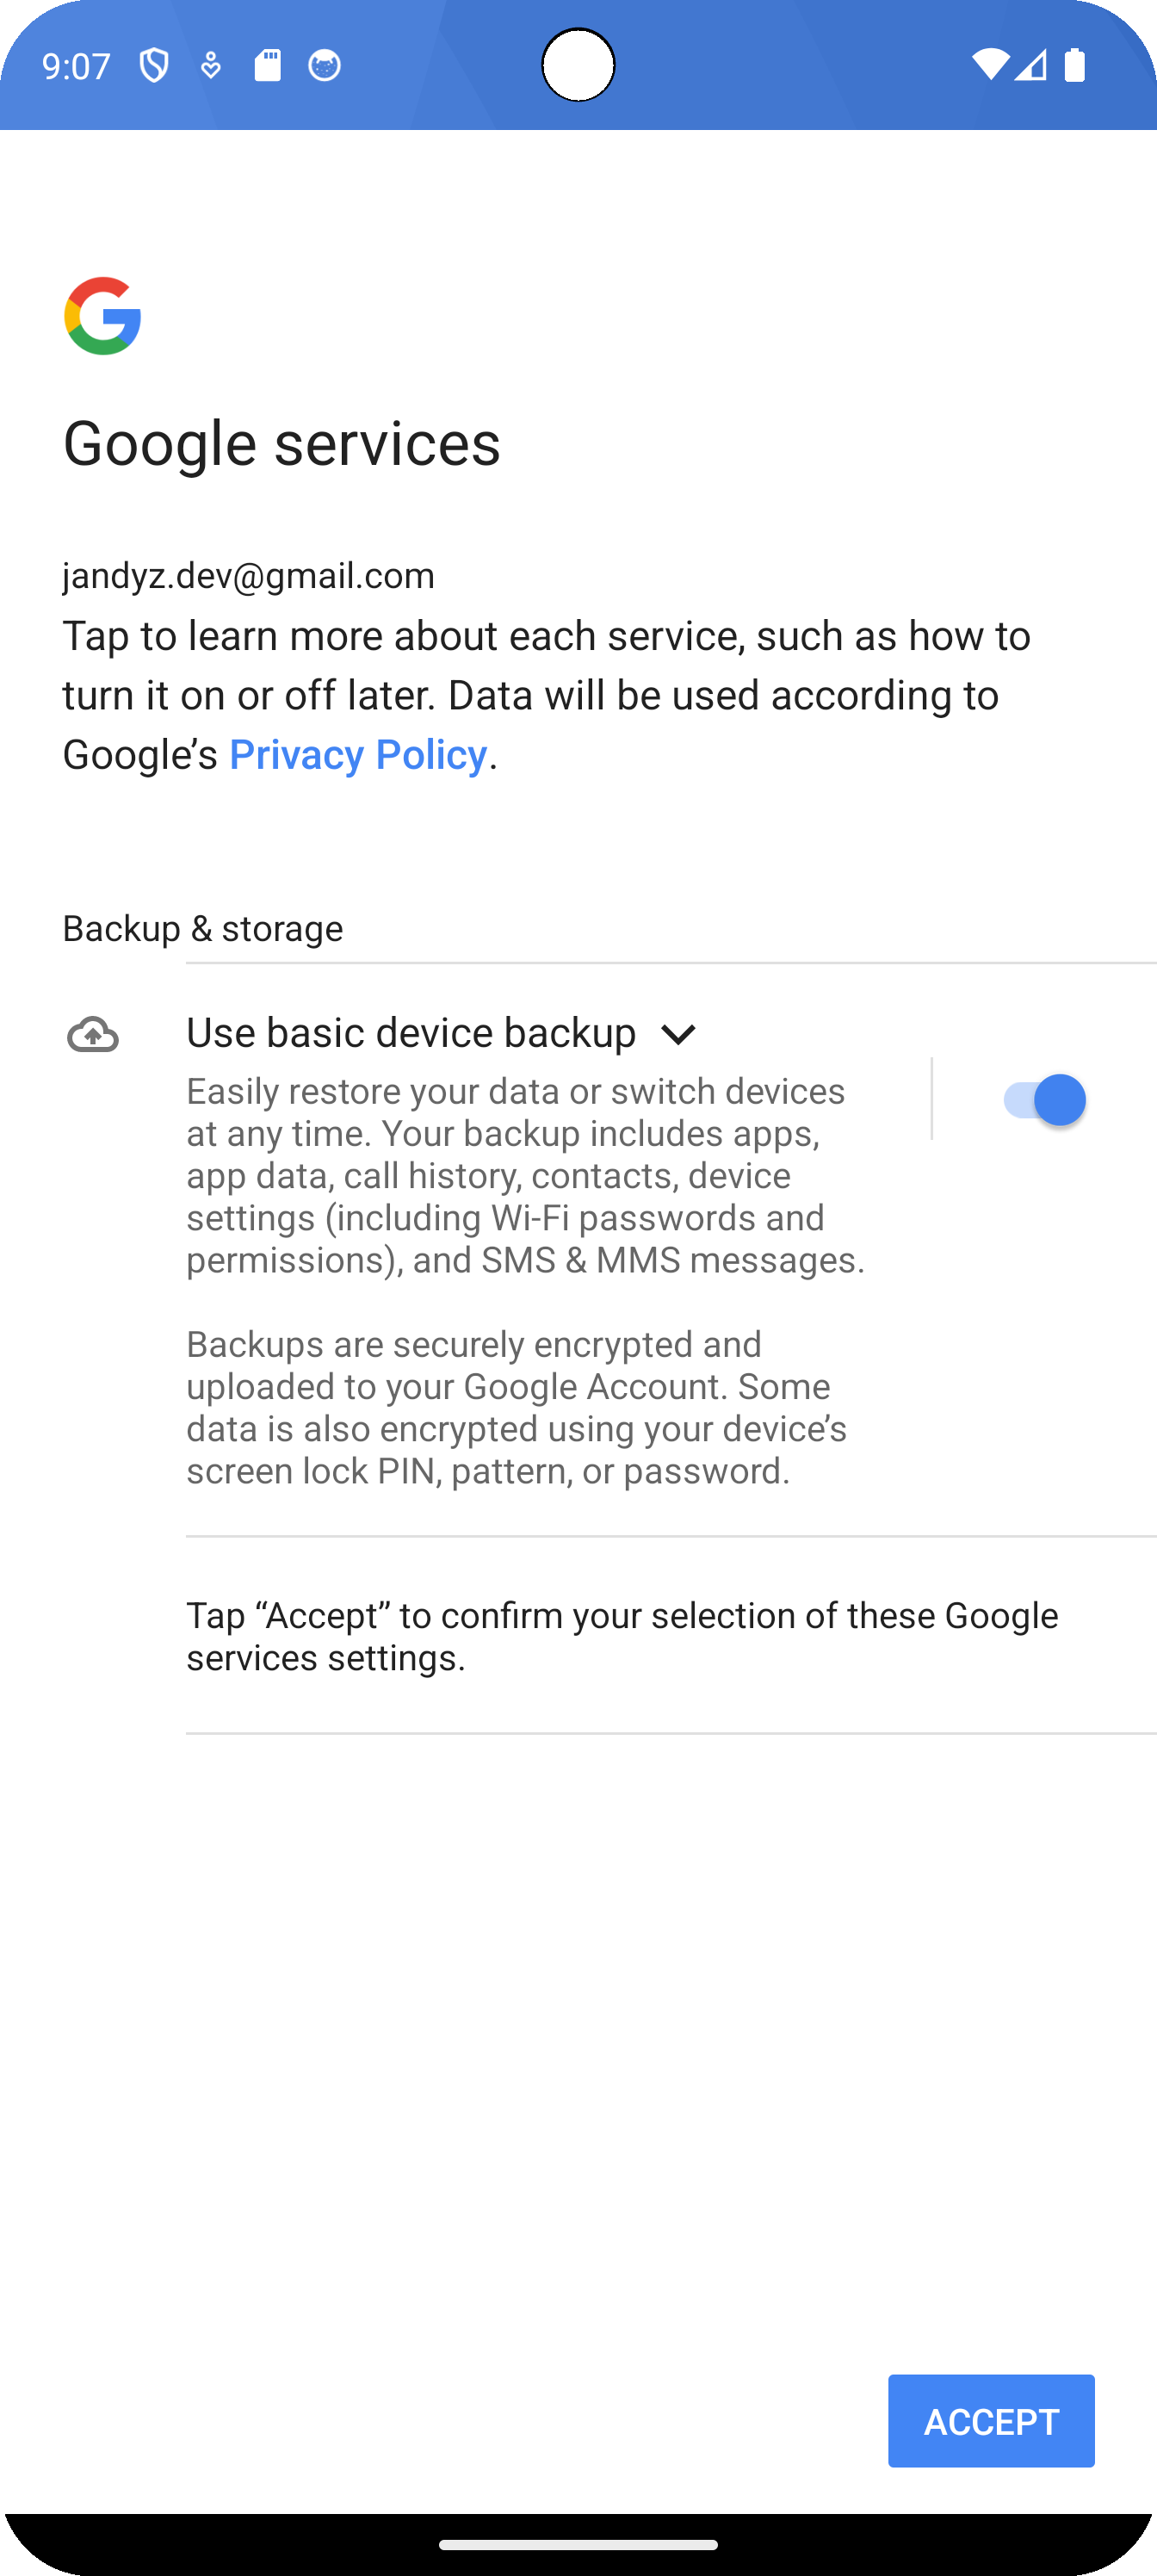 9:07
Google services
jandyz.dev@gmail.com
Tap to learn more about each service, such as how to
turn it on or off later. Data will be used according to
Google’s Privacy Policy.
Backup & storage
Use basic device backup
Easily restore your data or switch devices
at any time. Your backup includes apps,
app data, call history, contacts, device
settings (including Wi-Fi passwords and
permissions), and SMS & MMS messages.
Backups are securely encrypted and
uploaded to your Google Account. Some
data is also encrypted using your device’s
screen lock PIN, pattern, or password.
Tap “Accept” to confirm your selection of these Google
services settings.
ACCEPT